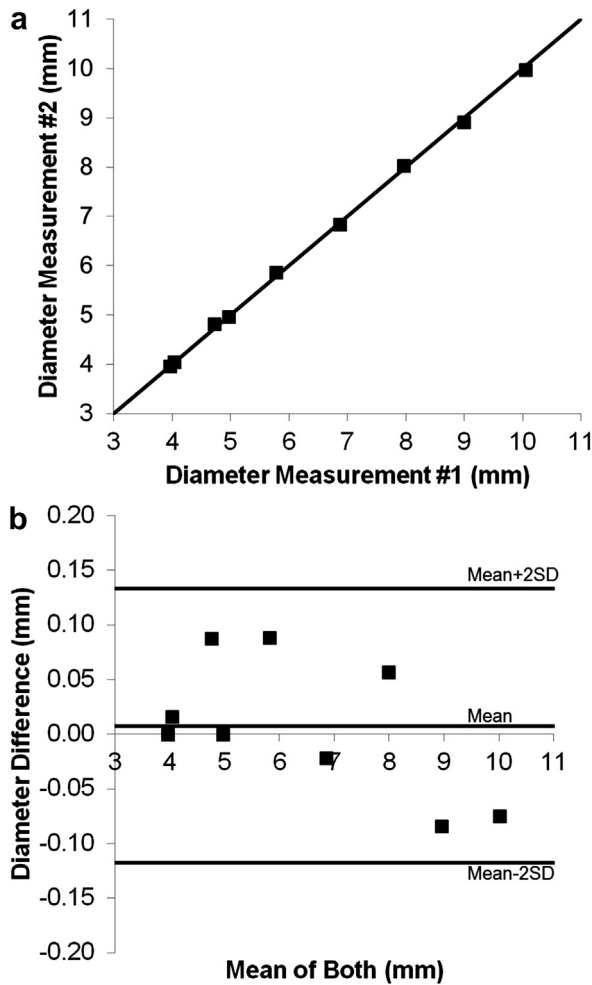 a
11
10
9
8
7
6
5
4
3
Diameter Measurement #2 (mm)
3 4 5 6 7 8 9 10 11
Diameter Measurement #1 (mm)
b
0.20
0.15
0.10
0.05
0.00
-0.05
-0.10
-0.15
-0.20
Diameter Difference (mm)
Mean+2SD
Mean
3 4 5 6 7 8 9 10 11
Mean-2SD
Mean of Both (mm)